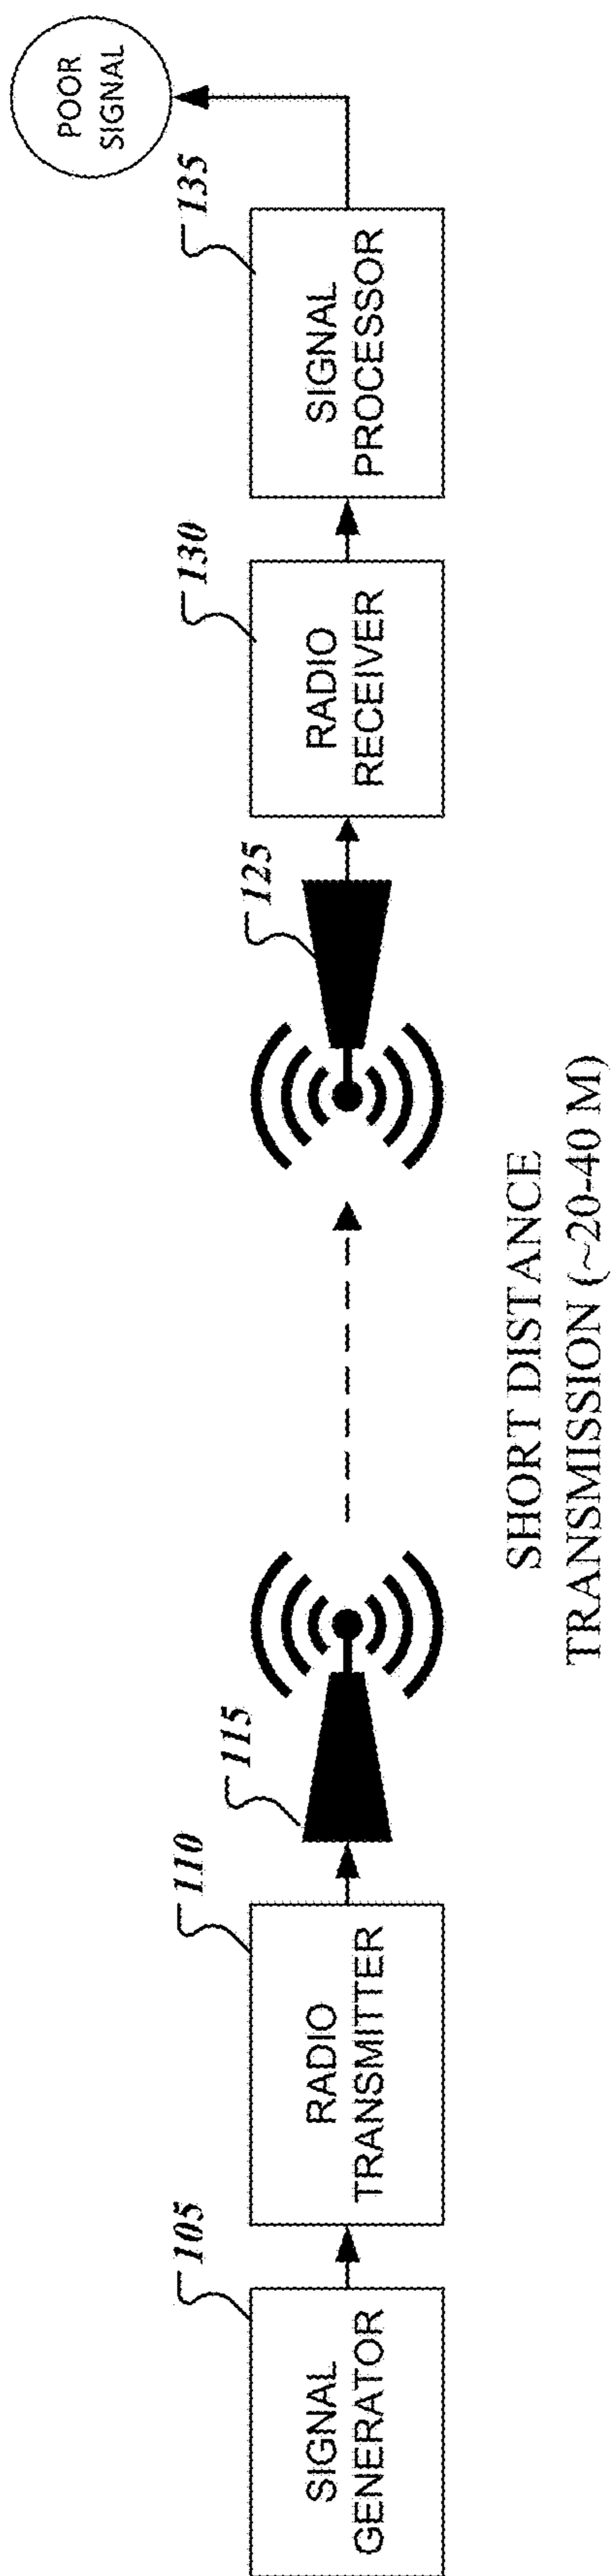 105
SIGNAL
GENERATOR
110
RADIO
TRANSMITTER
115
SHORT DISTANCE
TRANSMISSION (~20-40 M)
125
130
RADIO
RECEIVER
135
SIGNAL
PROCESSOR
POOR
SIGNAL